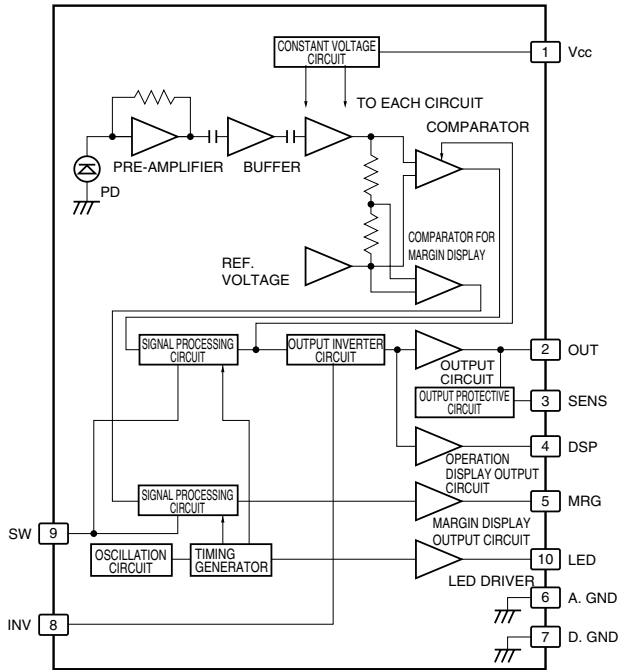 CONSTANT VOLTAGE
CIRCUIT
1
Vcc
TO EACH CIRCUIT
COMPARATOR
PRE-AMPLIFIER
BUFFER
PD
COMPARATOR FOR
MARGIN DISPLAY
REF.
VOLTAGE
SIGNAL PROCESSING
CIRCUIT
OUTPUT INVERTER
CIRCUIT
2
OUT
OUTPUT
CIRCUIT
OUTPUT PROTECTIVE
CIRCUIT
3
SENS
4
DSP
OPERATION
DISPLAY OUTPUT
CIRCUIT
SIGNAL PROCESSING
CIRCUIT
5
MRG
MARGIN DISPLAY
OUTPUT CIRCUIT
SW
9
OSCILLATION
CIRCUIT
TIMING
GENERATOR
10
LED
LED DRIVER
6
A. GND
INV
8
7
D. GND